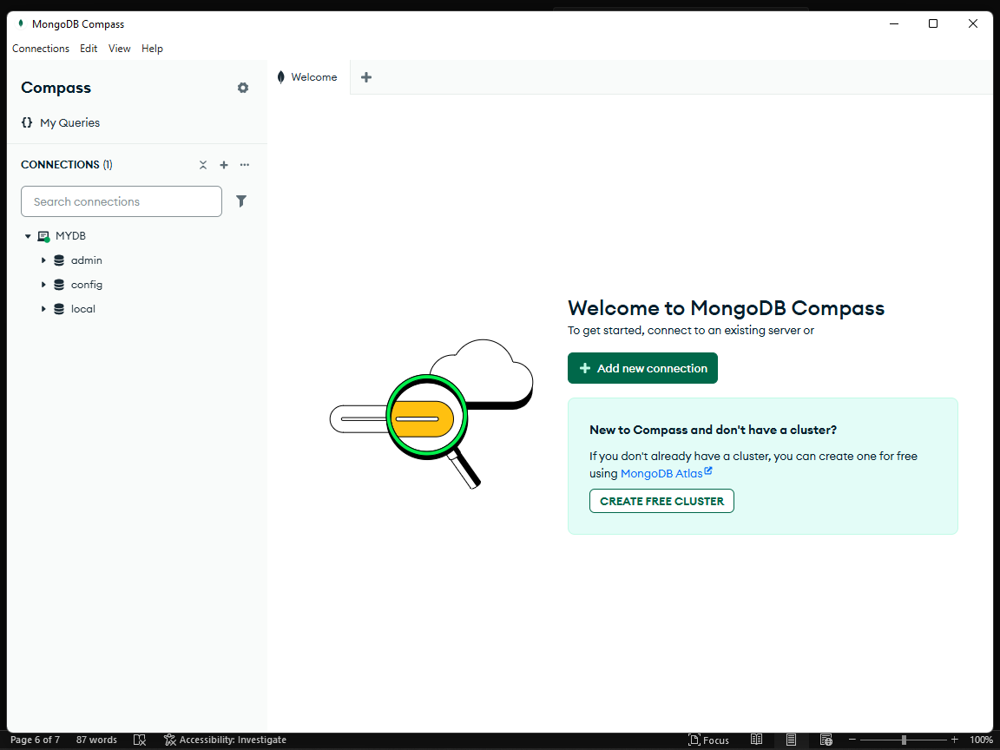 MongoDB Compass
Connections Edit View Help
Compass
{} My Queries
CONNECTIONS (1)
Search connections
MYDB
admin
config
local
Welcome
Welcome to MongoDB Compass
To get started, connect to an existing server or
+ Add new connection
New to Compass and don't have a cluster?
If you don't already have a cluster, you can create one for free
using MongoDB Atlas
CREATE FREE CLUSTER
Page 6 of 7 87 words Accessibility: Investigate Focus 100%